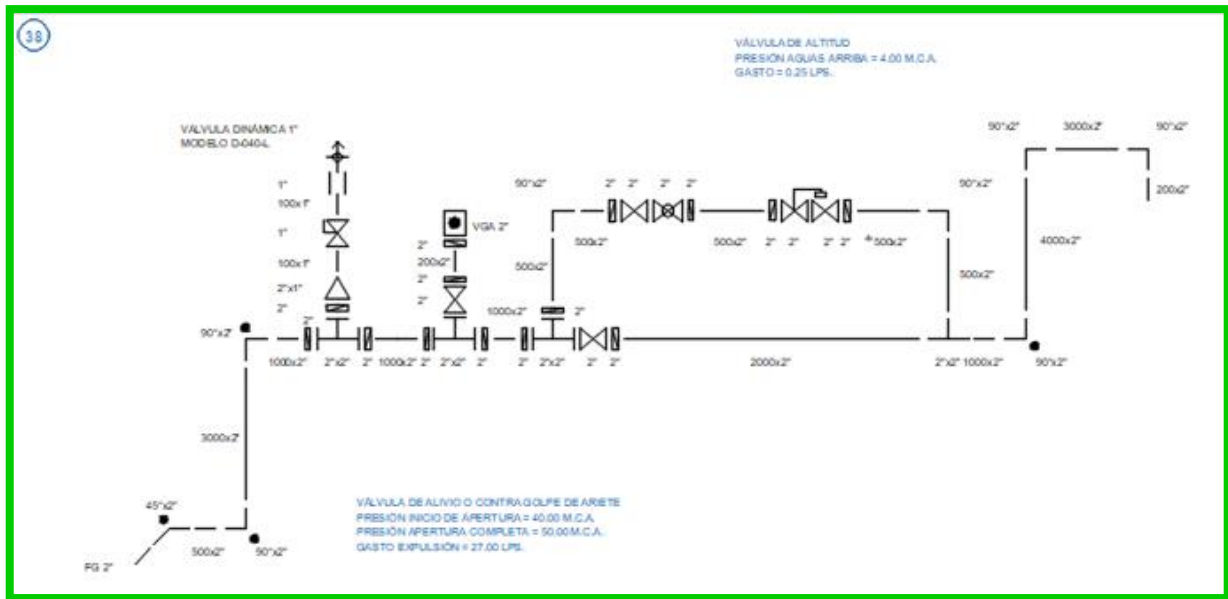 38
VÁLVULA DE ALTITUD
PRESIÓN AGUAS ARRIBA = 4.00 M.C.A.
GASTO = 0.25 LPS.
VÁLVULA DINÁMICA 1"
MODELO D-040-L
90°x2"
3000x2"
90°x2"
200x2"
4000x2"
1"
100x1"
1"
100x1"
2"x1"
2"
2"
VGA 2"
2"
200x2"
2"
2"
90°x2"
2"
2"
2"
2"
90°x2"
500x2"
500x2"
2"
2"
2"
2"
500x2"
500x2"
500x2"
1000x2"
2"
90°x2"
1000x2"
2"x2"
2"
1000x2"
2"
2"x2"
2"
2"
2"x2"
2"
2"
2000x2"
2"x2"
1000x2"
90°x2"
3000x2"
45°x2"
500x2"
90°x2"
FG 2"
VÁLVULA DE ALIVIO O CONTRA GOLPE DE ARIETE
PRESIÓN INICIO DE APERTURA = 40.00 M.C.A.
PRESIÓN APERTURA COMPLETA = 50.00 M.C.A.
GASTO EXPULSIÓN = 27.00 LPS.